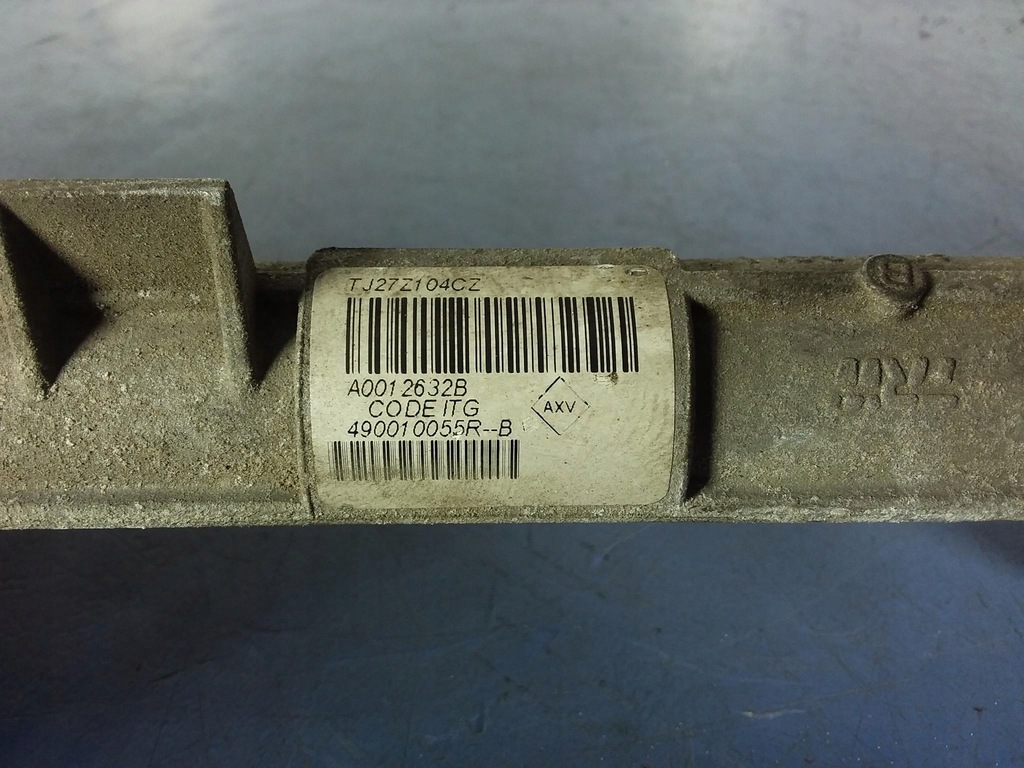 TJ27Z104CZ
A0012632B
CODE ITG
AXV
490010055R--B